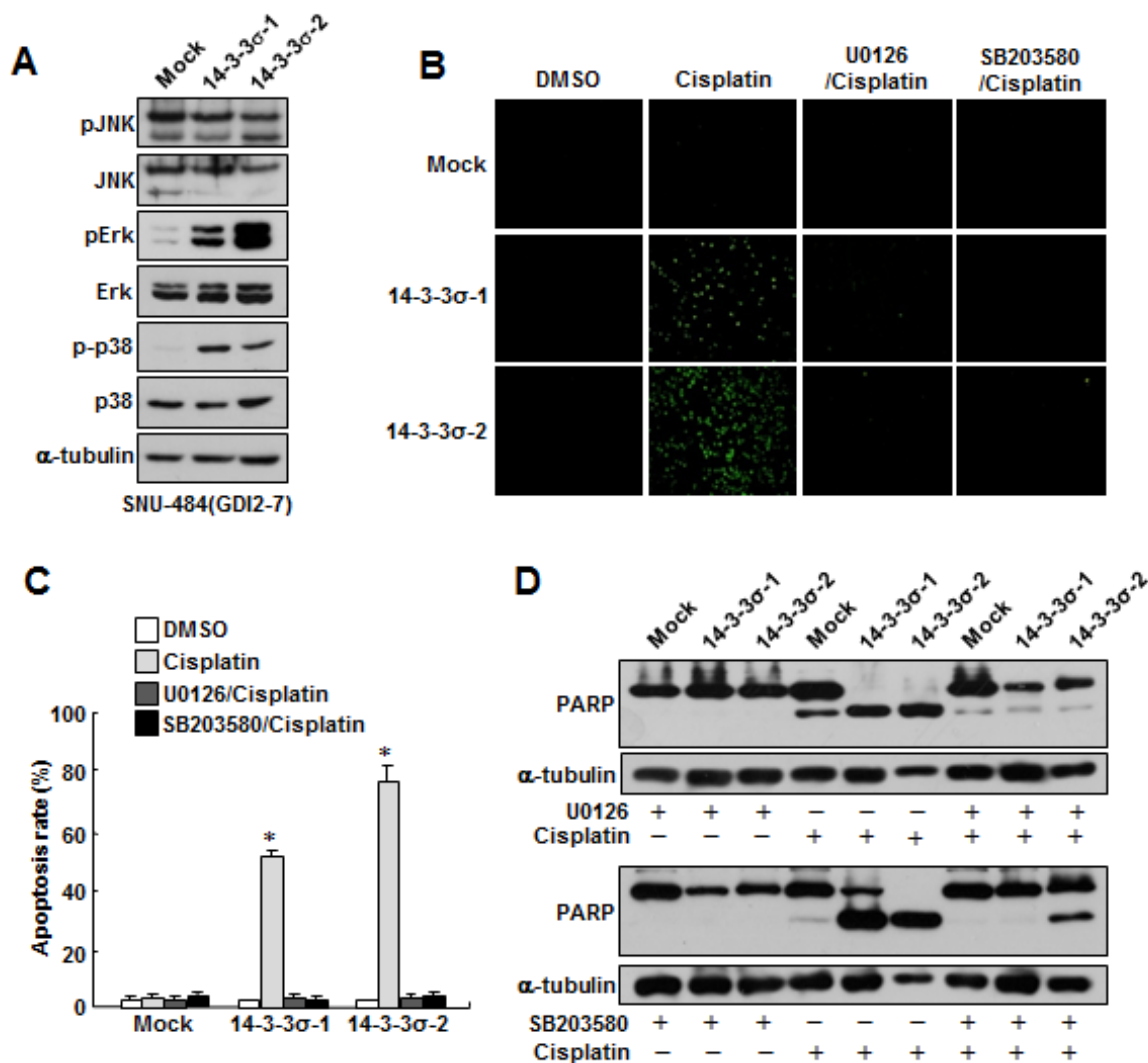 A
Mock
14-3-3σ-1
14-3-3σ-2
pJNK
JNK
pErk
Erk
p-p38
p38
α-tubulin
SNU-484(GDI2-7)
B
DMSO
Cisplatin
U0126
/Cisplatin
SB203580
/Cisplatin
Mock
14-3-3σ-1
14-3-3σ-2
C
DMSO
Cisplatin
U0126/Cisplatin
SB203580/Cisplatin
Apoptosis rate (%)
100
80
60
40
20
0
*
*
Mock
14-3-3σ-1
14-3-3σ-2
D
Mock
14-3-3σ-1
14-3-3σ-2
Mock
14-3-3σ-1
14-3-3σ-2
Mock
14-3-3σ-1
14-3-3σ-2
PARP
α-tubulin
U0126 + + + – – – + + +
Cisplatin – – – + + + + + +
PARP
α-tubulin
SB203580 + + + – – – + + +
Cisplatin – – – + + + + + +